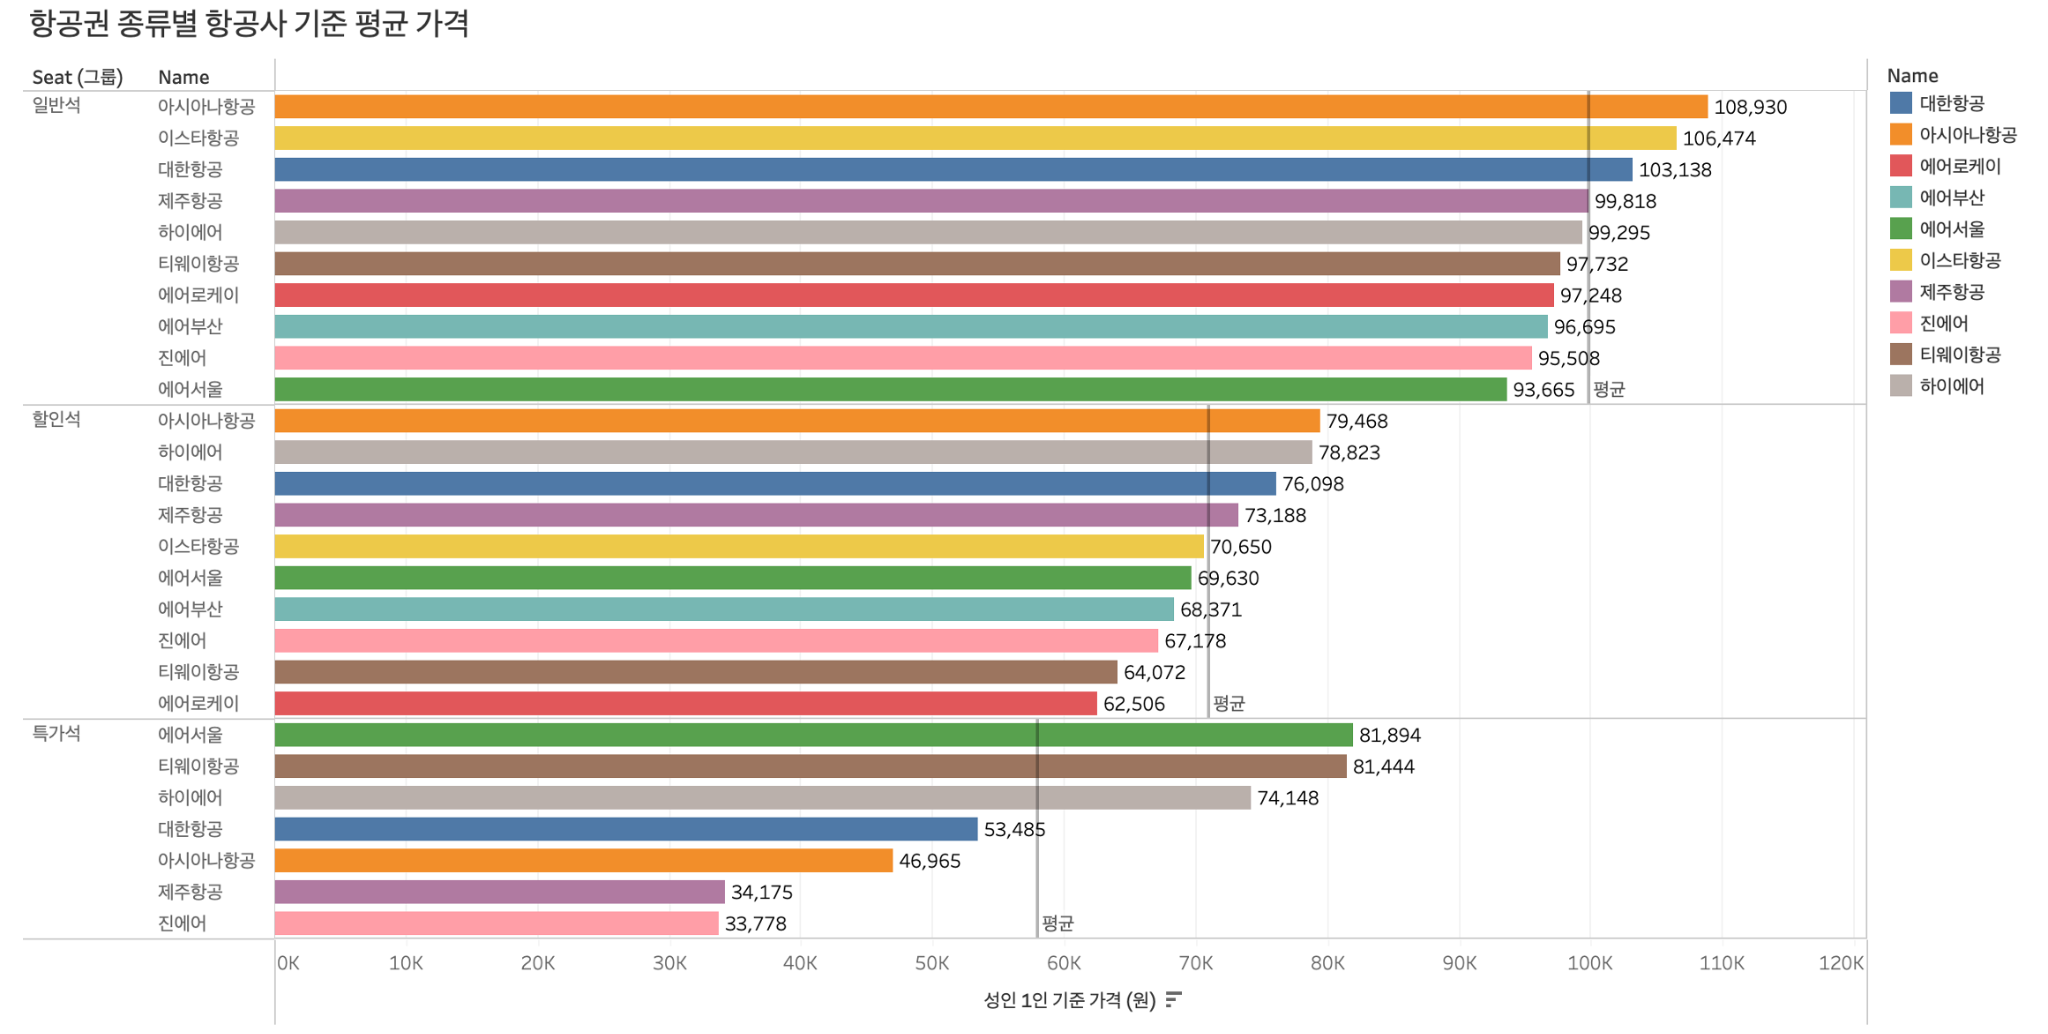 항공권 종류별 항공사 기준 평균 가격
Seat (그룹) Name
일반석 아시아나항공 108,930
이스타항공 106,474
대한항공 103,138
제주항공 99,818
하이에어 99,295
티웨이항공 97,732
에어로케이 97,248
에어부산 96,695
진에어 95,508
에어서울 93,665 평균
할인석 아시아나항공 79,468
하이에어 78,823
대한항공 76,098
제주항공 73,188
이스타항공 70,650
에어서울 69,630
에어부산 68,371
진에어 67,178
티웨이항공 64,072
에어로케이 62,506 평균
특가석 에어서울 81,894
티웨이항공 81,444
하이에어 74,148
대한항공 53,485
아시아나항공 46,965
제주항공 34,175
진에어 33,778 평균
0K 10K 20K 30K 40K 50K 60K 70K 80K 90K 100K 110K 120K
성인 1인 기준 가격 (원)
Name
대한항공
아시아나항공
에어로케이
에어부산
에어서울
이스타항공
제주항공
진에어
티웨이항공
하이에어